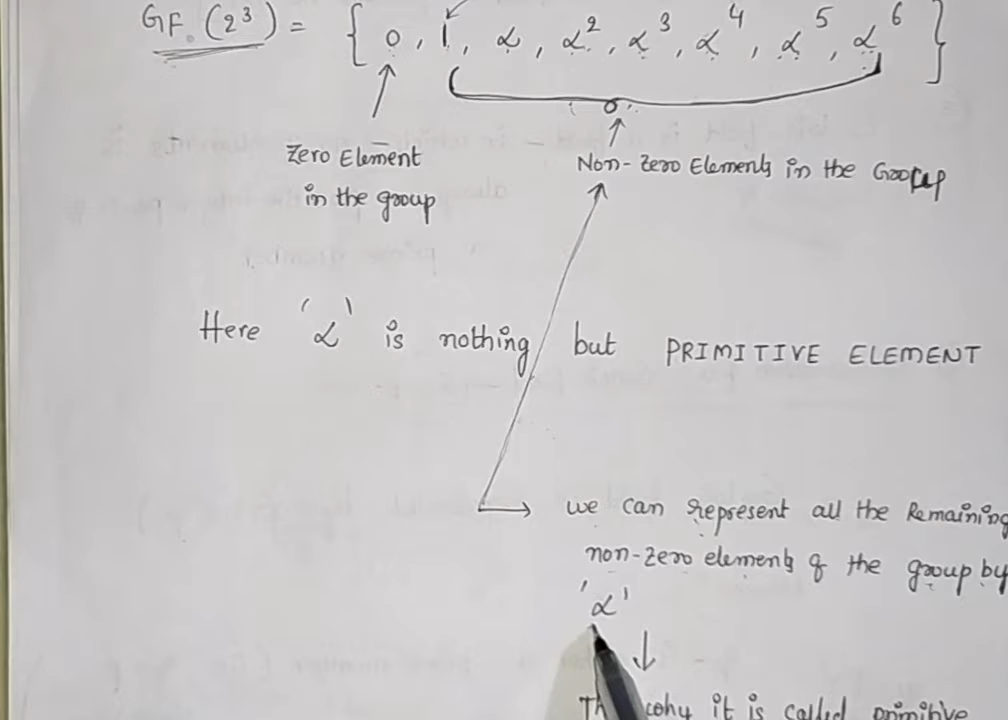 GF(2³) = { 0, 1, α, α², α³, α⁴, α⁵, α⁶ }
Zero Element
in the group
Non-Zero Elements in the Group
Here 'α' is nothing but PRIMITIVE ELEMENT
we can represent all the Remaining
non-zero elements of the group by
'α'
why it is called primitive